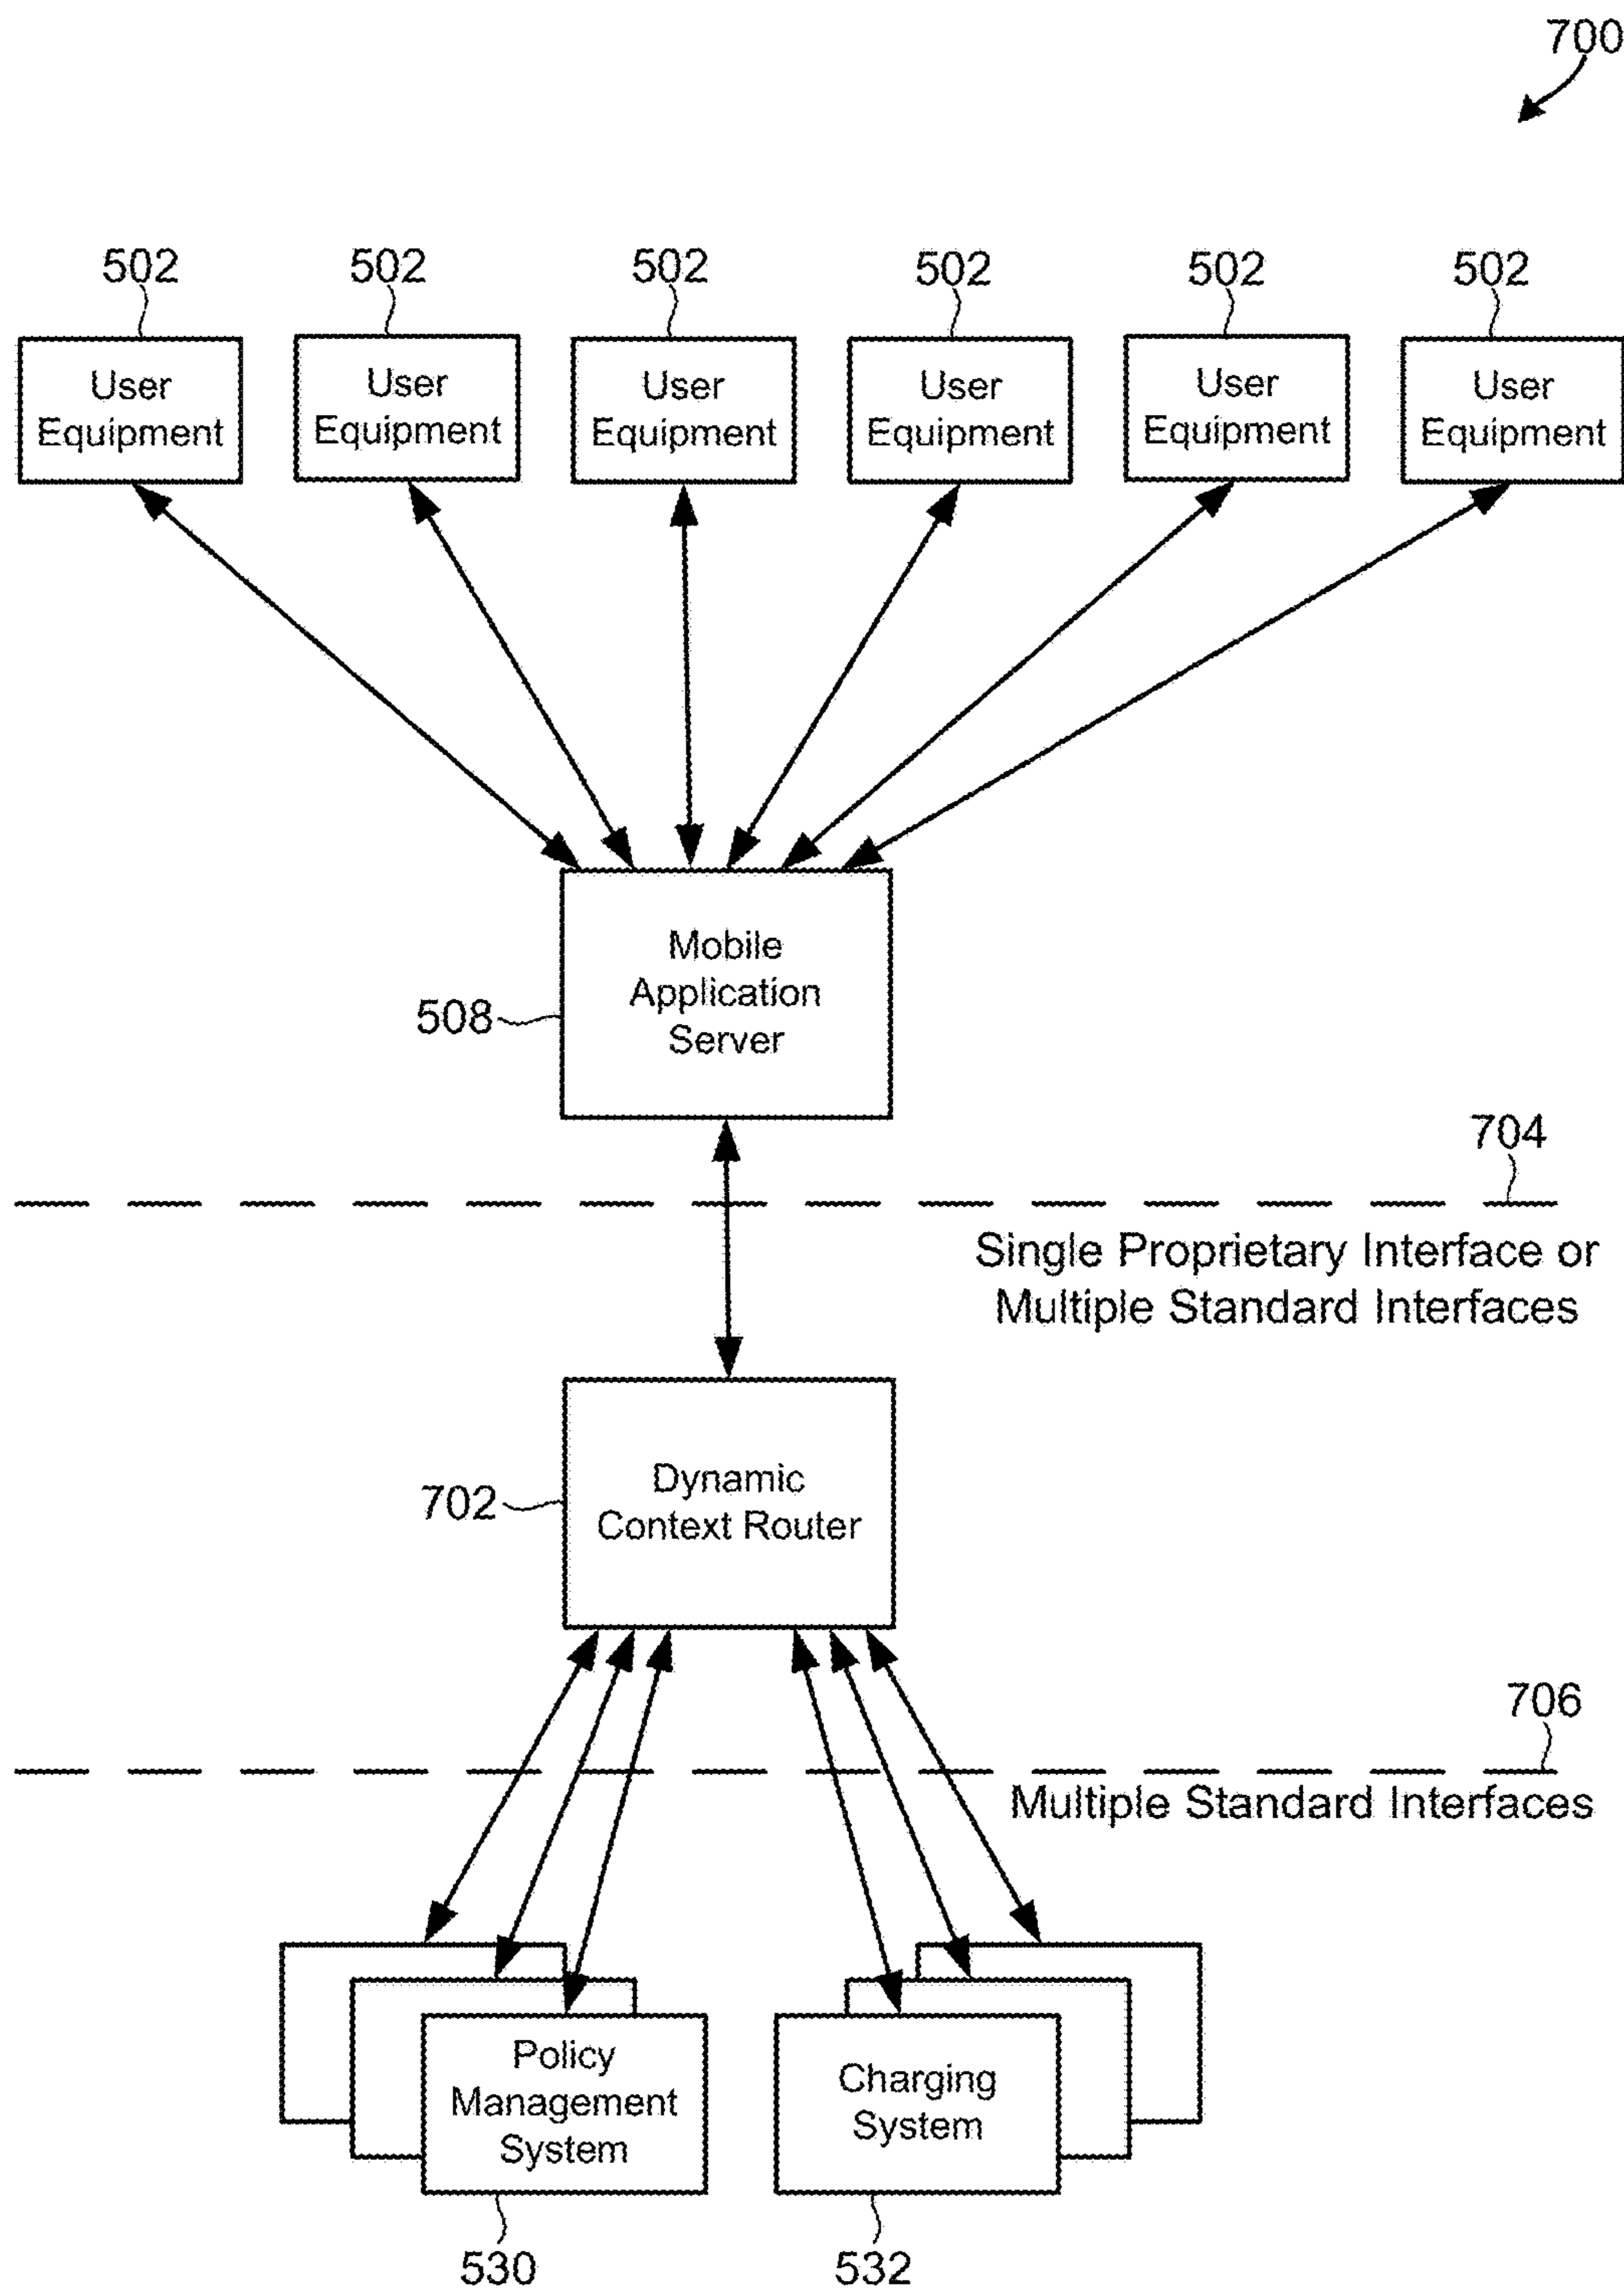 700
502 502 502 502 502 502
User Equipment
User Equipment
User Equipment
User Equipment
User Equipment
User Equipment
Mobile
Application
Server
508
704
Single Proprietary Interface or
Multiple Standard Interfaces
Dynamic
Context Router
702
706
Multiple Standard Interfaces
Policy
Management
System
Charging
System
530
532